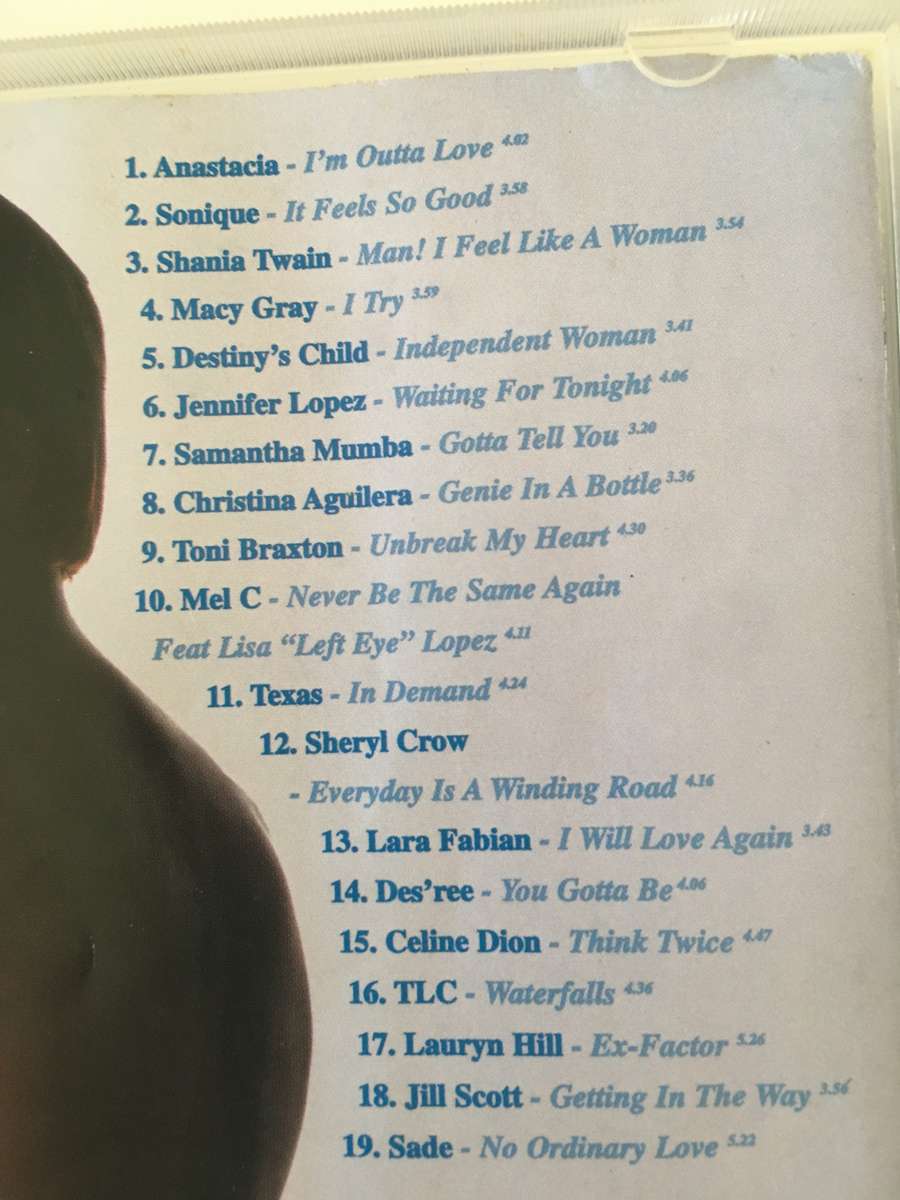 1. Anastacia - I'm Outta Love 4.02
2. Sonique - It Feels So Good 3.58
3. Shania Twain - Man! I Feel Like A Woman 3.54
4. Macy Gray - I Try 3.59
5. Destiny's Child - Independent Woman 3.41
6. Jennifer Lopez - Waiting For Tonight 4.06
7. Samantha Mumba - Gotta Tell You 3.20
8. Christina Aguilera - Genie In A Bottle 3.36
9. Toni Braxton - Unbreak My Heart 4.30
10. Mel C - Never Be The Same Again
Feat Lisa “Left Eye” Lopez 4.11
11. Texas - In Demand 4.24
12. Sheryl Crow
- Everyday Is A Winding Road 4.16
13. Lara Fabian - I Will Love Again 3.43
14. Des'ree - You Gotta Be 4.06
15. Celine Dion - Think Twice 4.47
16. TLC - Waterfalls 4.36
17. Lauryn Hill - Ex-Factor 5.26
18. Jill Scott - Getting In The Way 3.56
19. Sade - No Ordinary Love 5.22